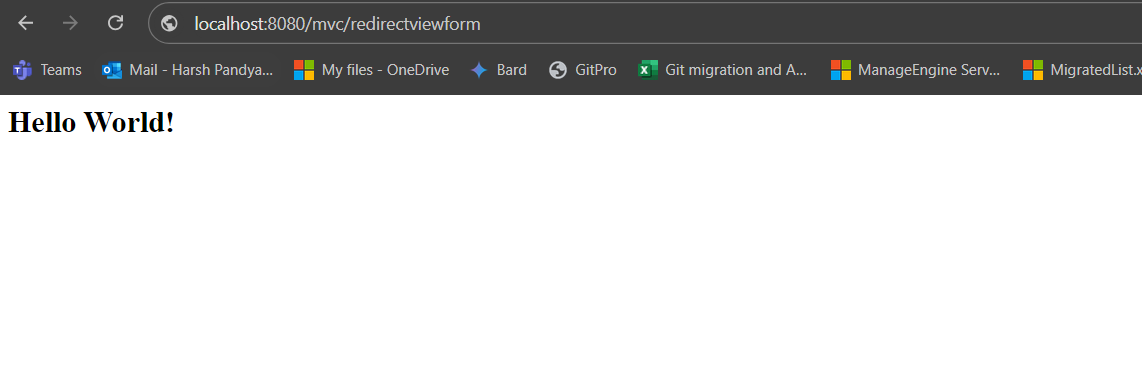 localhost:8080/mvc/redirectviewform
Teams Mail - Harsh Pandya... My files - OneDrive Bard GitPro Git migration and A... ManageEngine Serv... MigratedList.x
Hello World!